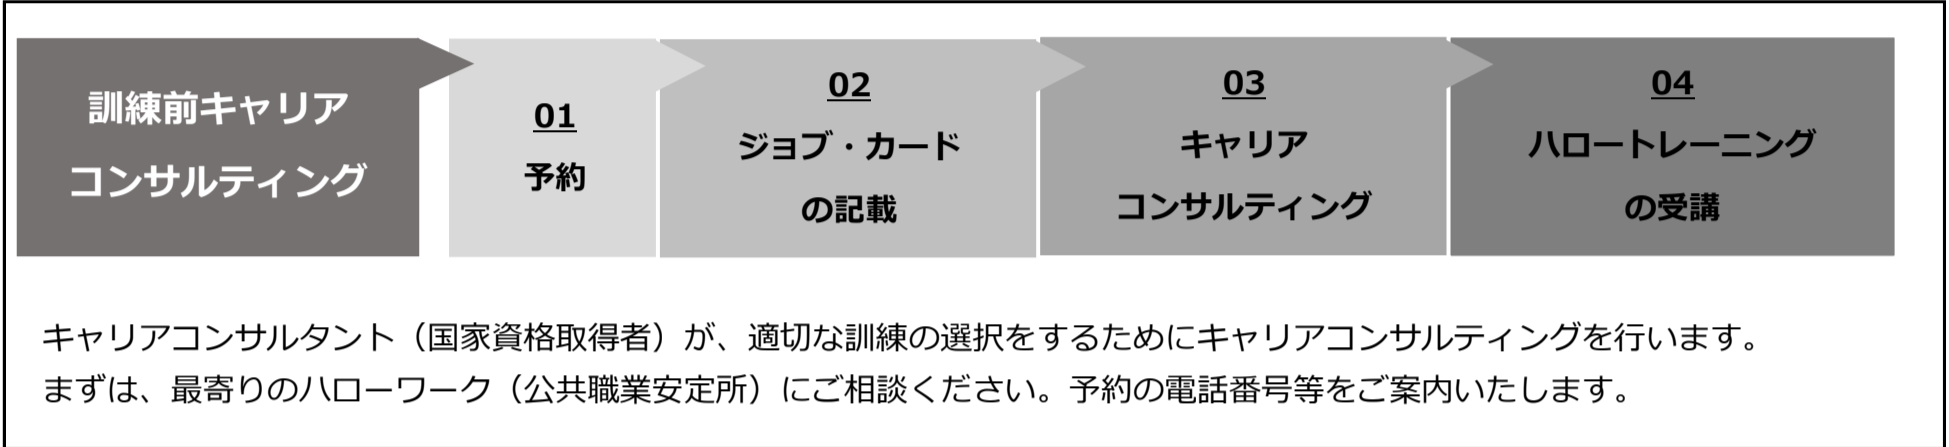 訓練前キャリア
コンサルティング
01
予約
02
ジョブ・カード
の記載
03
キャリア
コンサルティング
04
ハロートレーニング
の受講
キャリアコンサルタント（国家資格取得者）が、適切な訓練の選択をするためにキャリアコンサルティングを行います。
まずは、最寄りのハローワーク（公共職業安定所）にご相談ください。予約の電話番号等をご案内いたします。